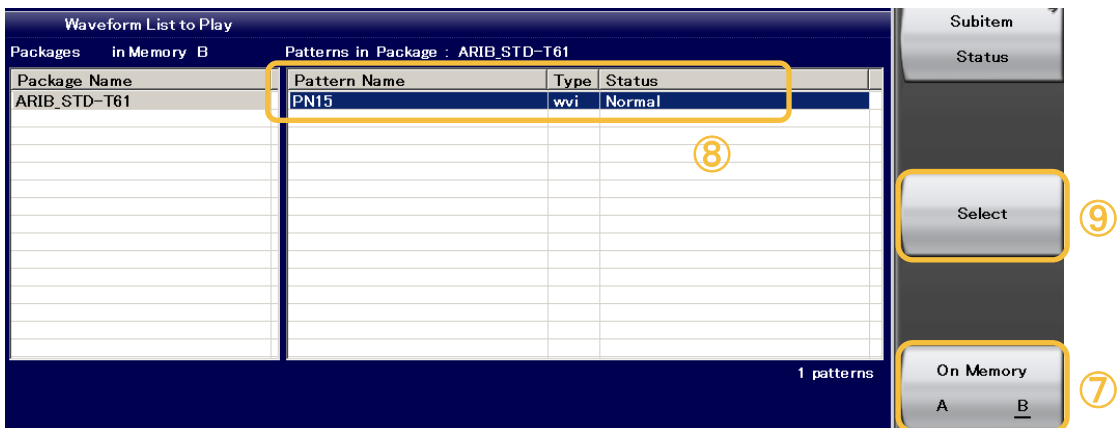 Waveform List to Play
Packages in Memory B Patterns in Package : ARIB_STD-T61
Package Name Pattern Name Type Status
ARIB_STD-T61 PN15 wvi Normal
1 patterns
Subitem
Status
Select
On Memory
A B
⑧
⑨
⑦